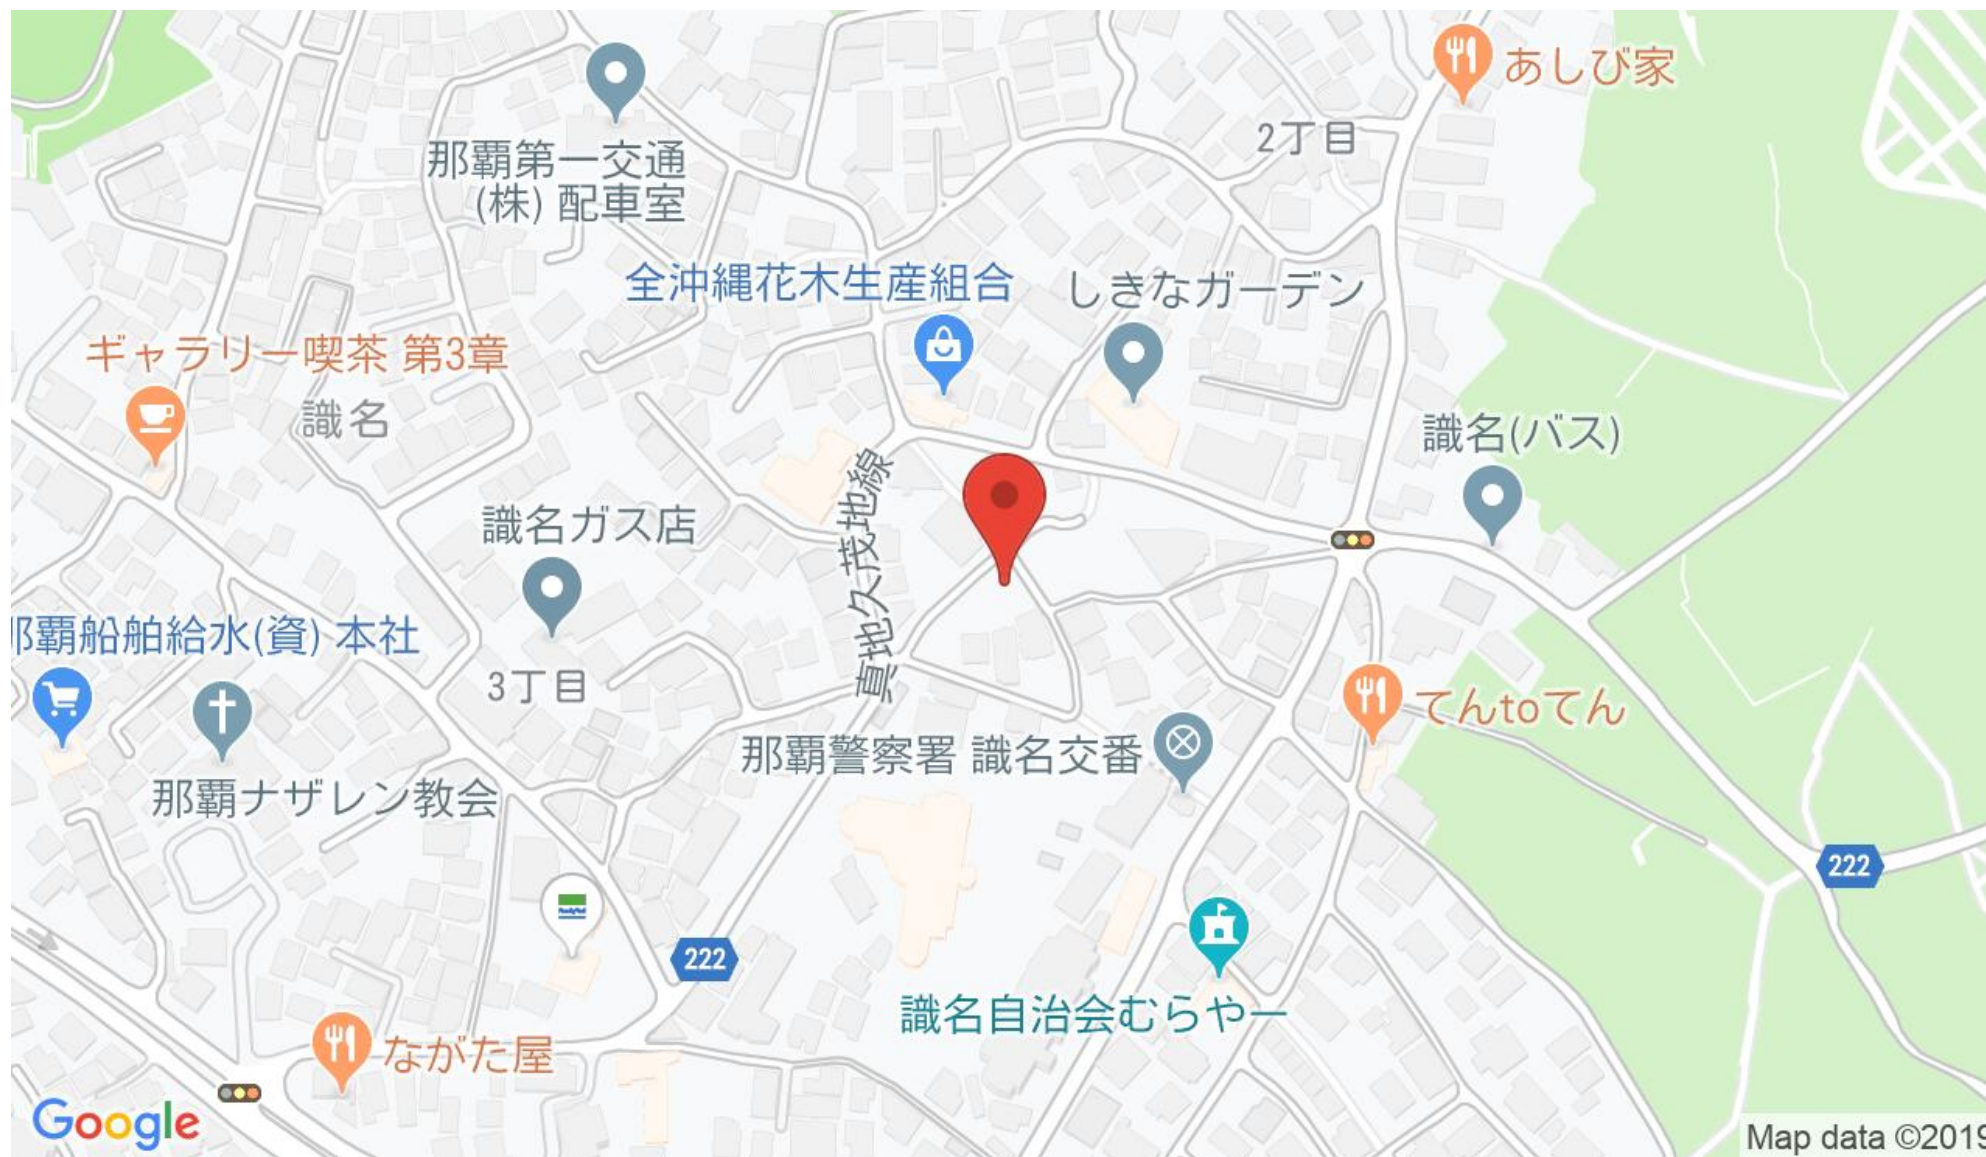 あしび家
2丁目
那覇第一交通
(株) 配車室
全沖縄花木生産組合
しきなガーデン
ギャラリー喫茶 第3章
識名
識名(バス)
真地久茂地線
識名ガス店
那覇船舶給水(資) 本社
3丁目
てんtoてん
那覇警察署 識名交番
那覇ナザレン教会
222
222
識名自治会むらやー
ながた屋
Google
Map data ©2019